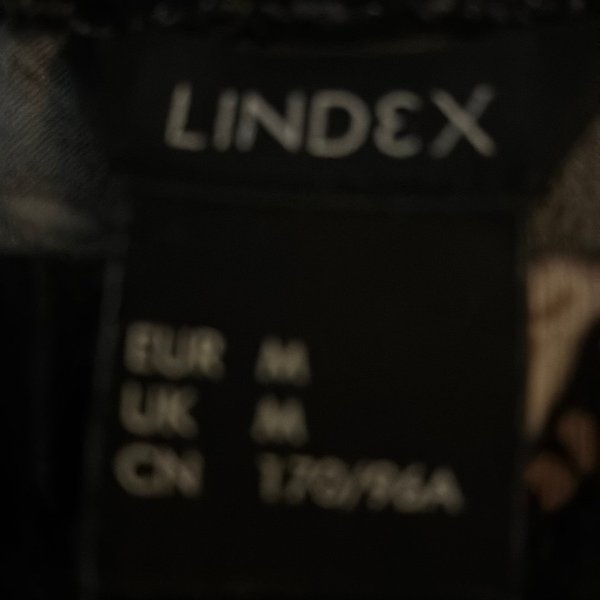 LINDEX
EUR M
UK M
CN 170/96A